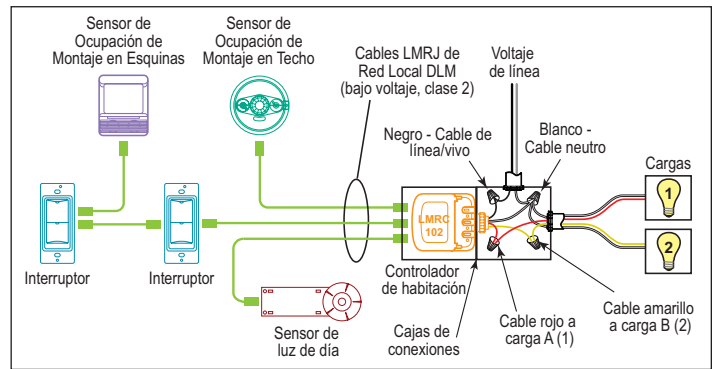 Sensor de
Ocupación de
Montaje en Esquinas
Sensor de
Ocupación de
Montaje en Techo
Cables LMRJ de
Red Local DLM
(bajo voltaje, clase 2)
Voltaje
de línea
Negro - Cable de
línea/vivo
Blanco -
Cable neutro
Cargas
1
LMRC
102
2
Interruptor
Interruptor
Controlador
de habitación
Sensor de
luz de día
Cajas de
conexiones
Cable rojo a
carga A (1)
Cable amarillo
a carga B (2)